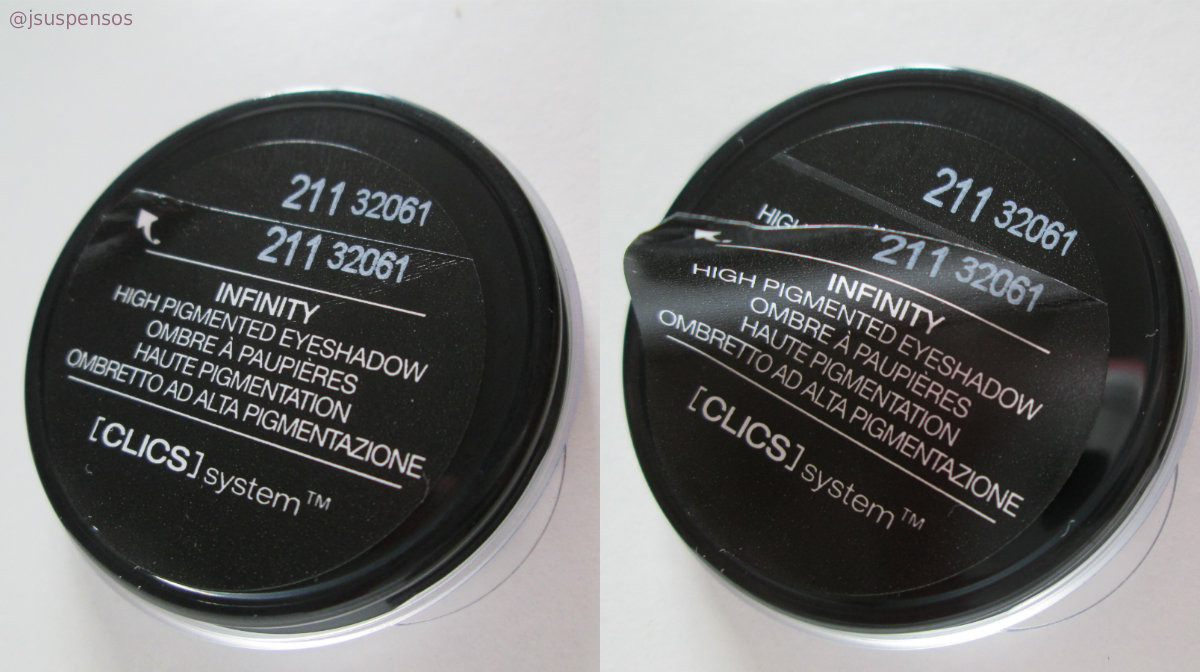 @jsuspensos
211 32061
211 32061
INFINITY
HIGH PIGMENTED EYESHADOW
OMBRE À PAUPIÈRES
HAUTE PIGMENTATION
OMBRETTO AD ALTA PIGMENTAZIONE
[CLICS] system™
211 32061
HIGH
211 32061
INFINITY
HIGH PIGMENTED EYESHADOW
OMBRE À PAUPIÈRES
HAUTE PIGMENTATION
OMBRETTO AD ALTA PIGMENTAZIONE
[CLICS] system™